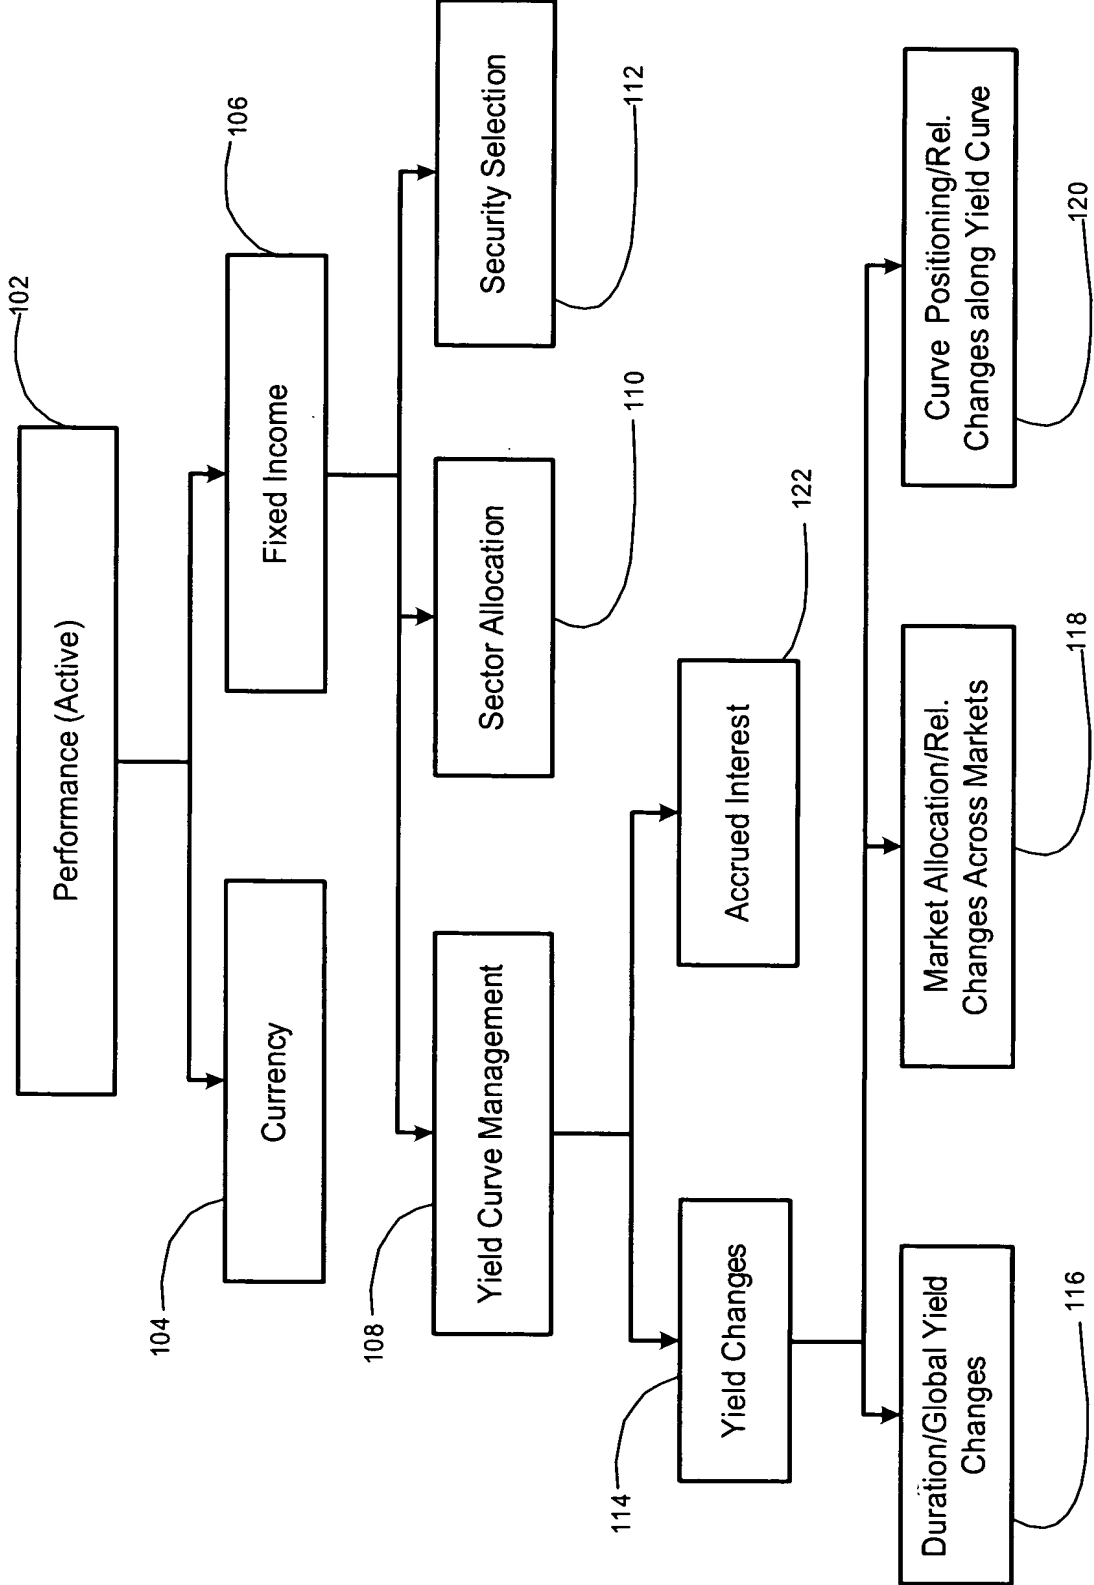 102
Performance (Active)
104
Currency
106
Fixed Income
108
Yield Curve Management
110
Sector Allocation
112
Security Selection
114
Yield Changes
122
Accrued Interest
Duration/Global Yield
Changes
116
Market Allocation/Rel.
Changes Across Markets
118
Curve Positioning/Rel.
Changes along Yield Curve
120